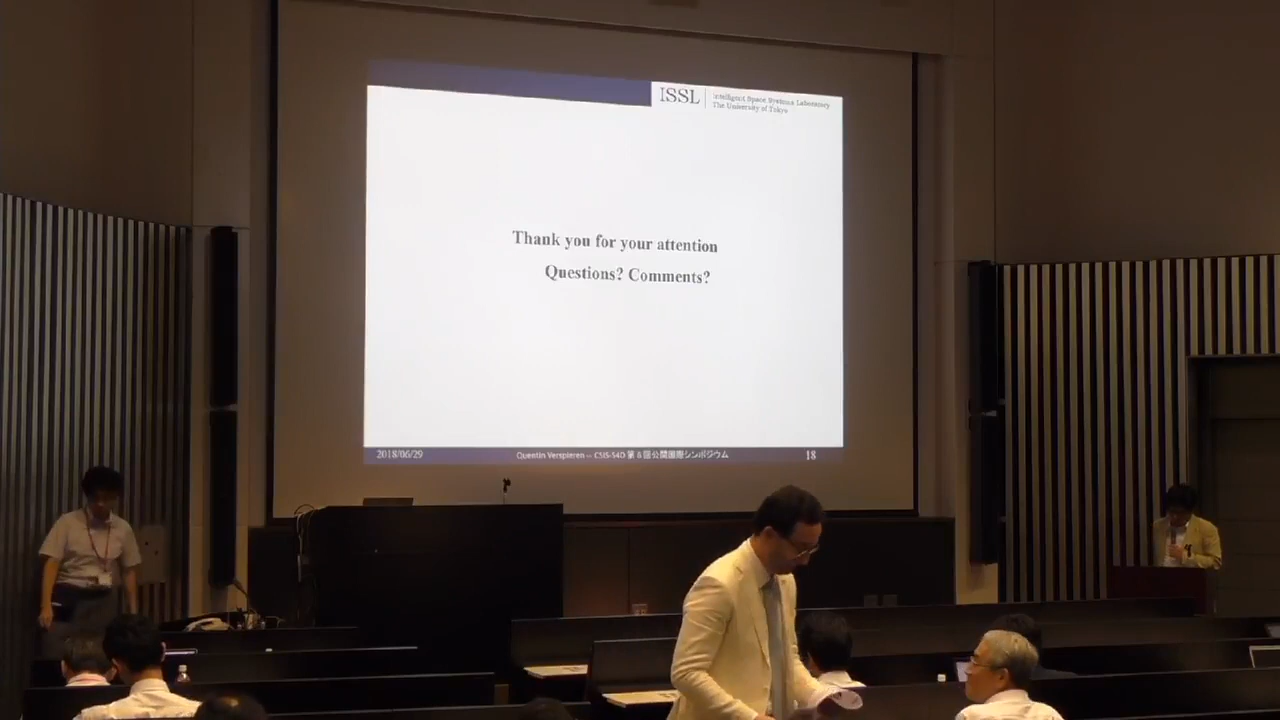 ISSL
Intelligent Space Systems Laboratory
The University of Tokyo
Thank you for your attention
Questions? Comments?
2018/06/29
Quentin Verspieren -- CSIS-S4D 第8回公開国際シンポジウム
18